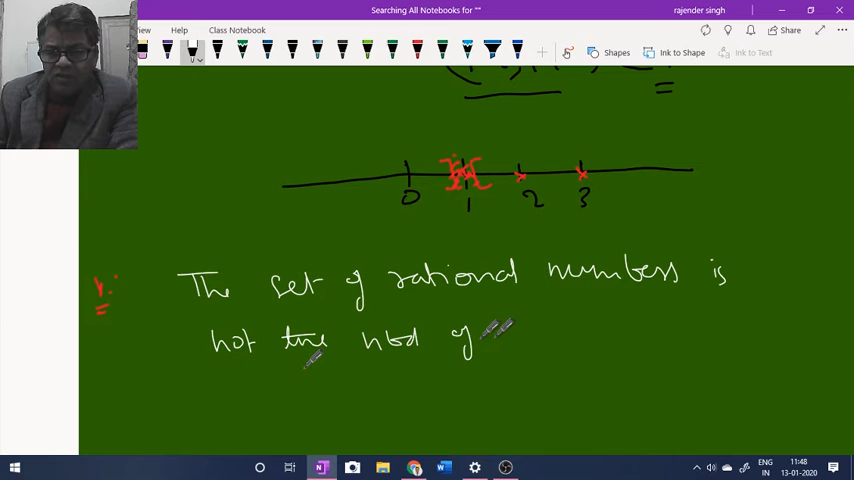 Searching All Notebooks for ""
rajender singh
View
Help
Class Notebook
Share
Shapes
Ink to Shape
Ink to Text
0
1
2
3
The set of rational numbers is
not the nbd of
ENG
IN
11:48
13-01-2020